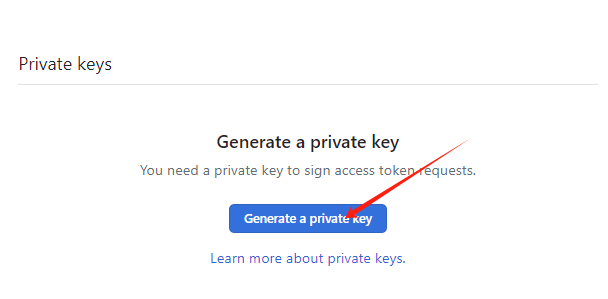 Private keys
Generate a private key
You need a private key to sign access token requests.
Generate a private key
Learn more about private keys.